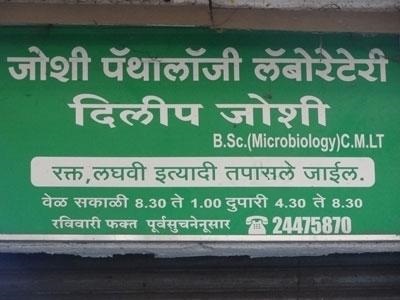 जोशी पॅथालॉजी लॅबोरेटेरी
दिलीप जोशी
B.Sc.(Microbiology)C.M.LT
रक्त,लघवी इत्यादी तपासले जाईल.
वेळ सकाळी 8.30 ते 1.00 दुपारी 4.30 ते 8.30
रविवारी फक्त पूर्वसुचनेनुसार ☎ 24475870